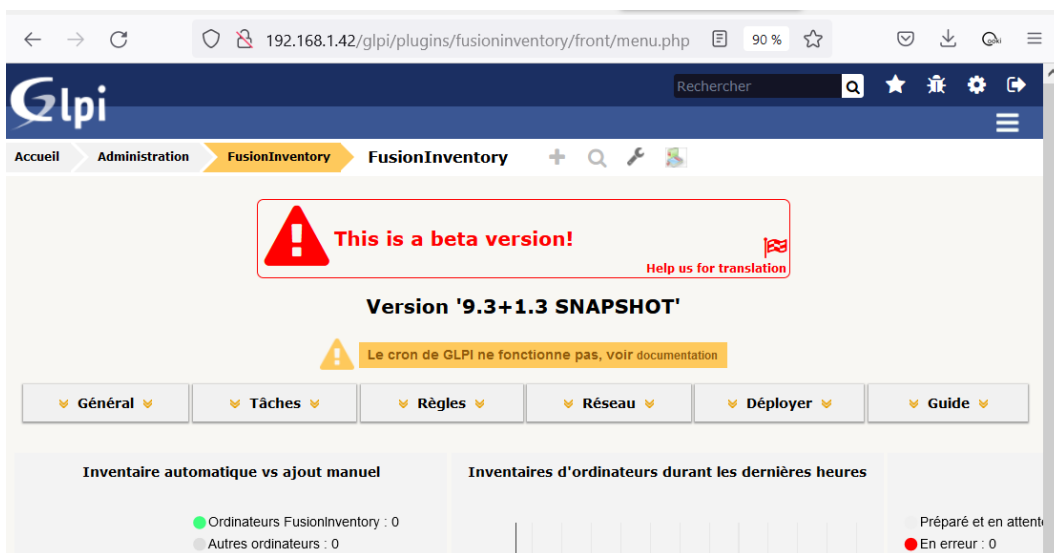 192.168.1.42/glpi/plugins/fusioninventory/front/menu.php 90 %
Glpi
Rechercher
Accueil Administration FusionInventory FusionInventory
This is a beta version!
Help us for translation
Version '9.3+1.3 SNAPSHOT'
Le cron de GLPI ne fonctionne pas, voir documentation
Général Tâches Règles Réseau Déployer Guide
Inventaire automatique vs ajout manuel Inventaires d'ordinateurs durant les dernières heures
Ordinateurs FusionInventory : 0 Préparé et en attent
Autres ordinateurs : 0 En erreur : 0